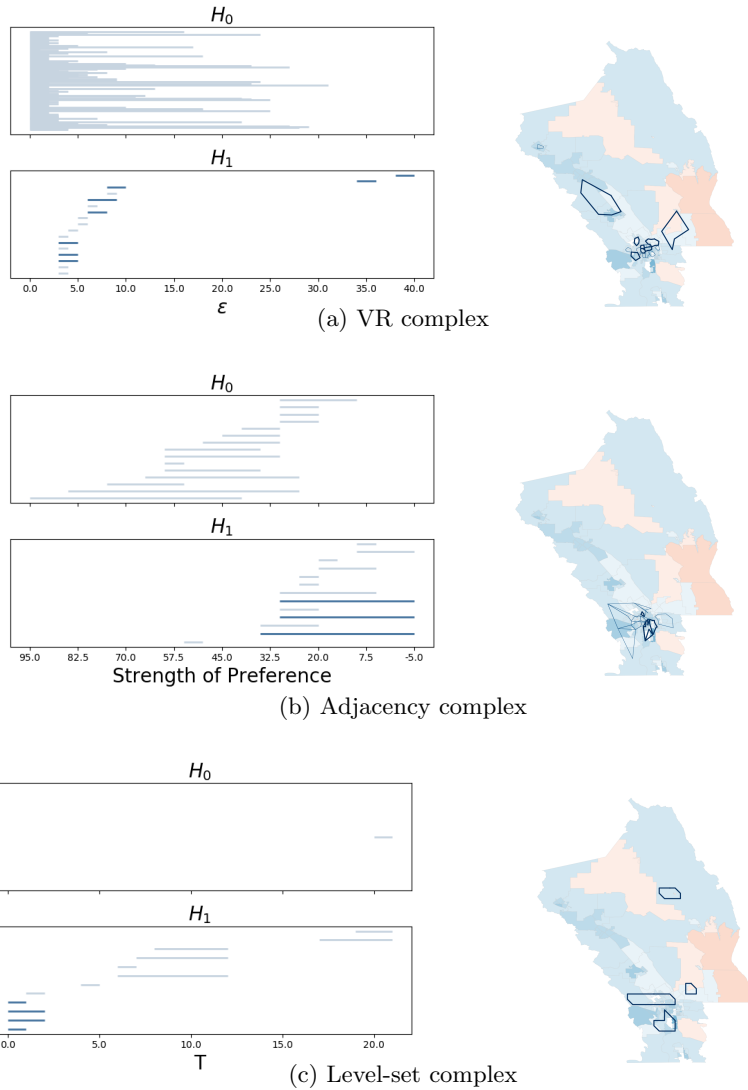 H₀
H₁
0.0 5.0 10.0 15.0 20.0 25.0 30.0 35.0 40.0
ε
(a) VR complex
H₀
H₁
95.0 82.5 70.0 57.5 45.0 32.5 20.0 7.5 -5.0
Strength of Preference
(b) Adjacency complex
H₀
H₁
0.0 5.0 10.0 15.0 20.0
T
(c) Level-set complex